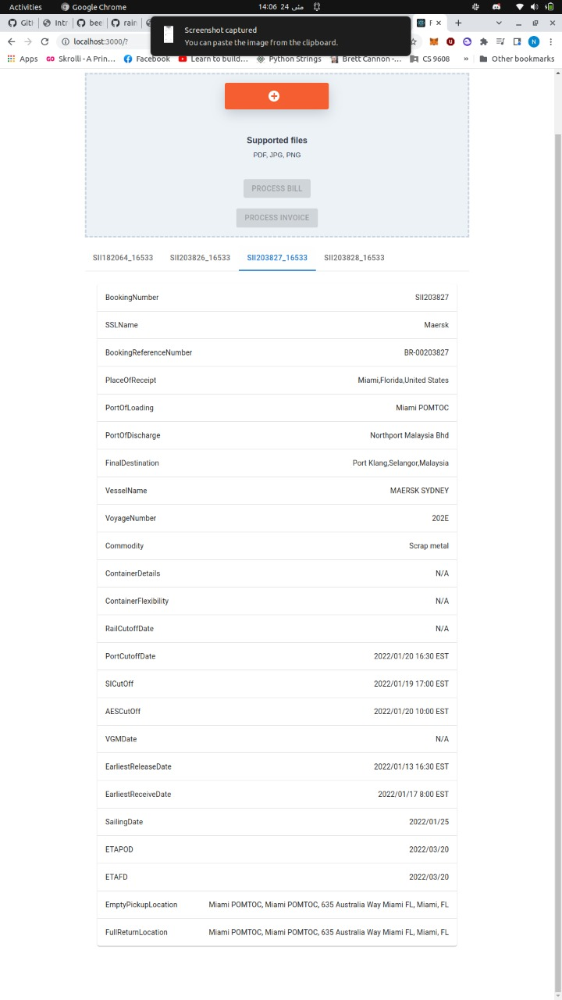 Activities
Google Chrome
14:06 24 مئی
Screenshot captured
You can paste the image from the clipboard.
Git
Intr
bee
rain
F
localhost:3000/?
N
Apps
GO Skrolli - A Prin...
Facebook
Learn to build...
Python Strings
Brett Cannon -...
CS 9608
»
Other bookmarks
Supported files
PDF, JPG, PNG
PROCESS BILL
PROCESS INVOICE
SII182064_16533 SII203826_16533 SII203827_16533 SII203828_16533
BookingNumber SII203827
SSLName Maersk
BookingReferenceNumber BR-00203827
PlaceOfReceipt Miami,Florida,United States
PortOfLoading Miami POMTOC
PortOfDischarge Northport Malaysia Bhd
FinalDestination Port Klang,Selangor,Malaysia
VesselName MAERSK SYDNEY
VoyageNumber 202E
Commodity Scrap metal
ContainerDetails N/A
ContainerFlexibility N/A
RailCutoffDate N/A
PortCutoffDate 2022/01/20 16:30 EST
SICutOff 2022/01/19 17:00 EST
AESCutOff 2022/01/20 10:00 EST
VGMDate N/A
EarliestReleaseDate 2022/01/13 16:30 EST
EarliestReceiveDate 2022/01/17 8:00 EST
SailingDate 2022/01/25
ETAPOD 2022/03/20
ETAFD 2022/03/20
EmptyPickupLocation Miami POMTOC, Miami POMTOC, 635 Australia Way Miami FL, Miami, FL
FullReturnLocation Miami POMTOC, Miami POMTOC, 635 Australia Way Miami FL, Miami, FL